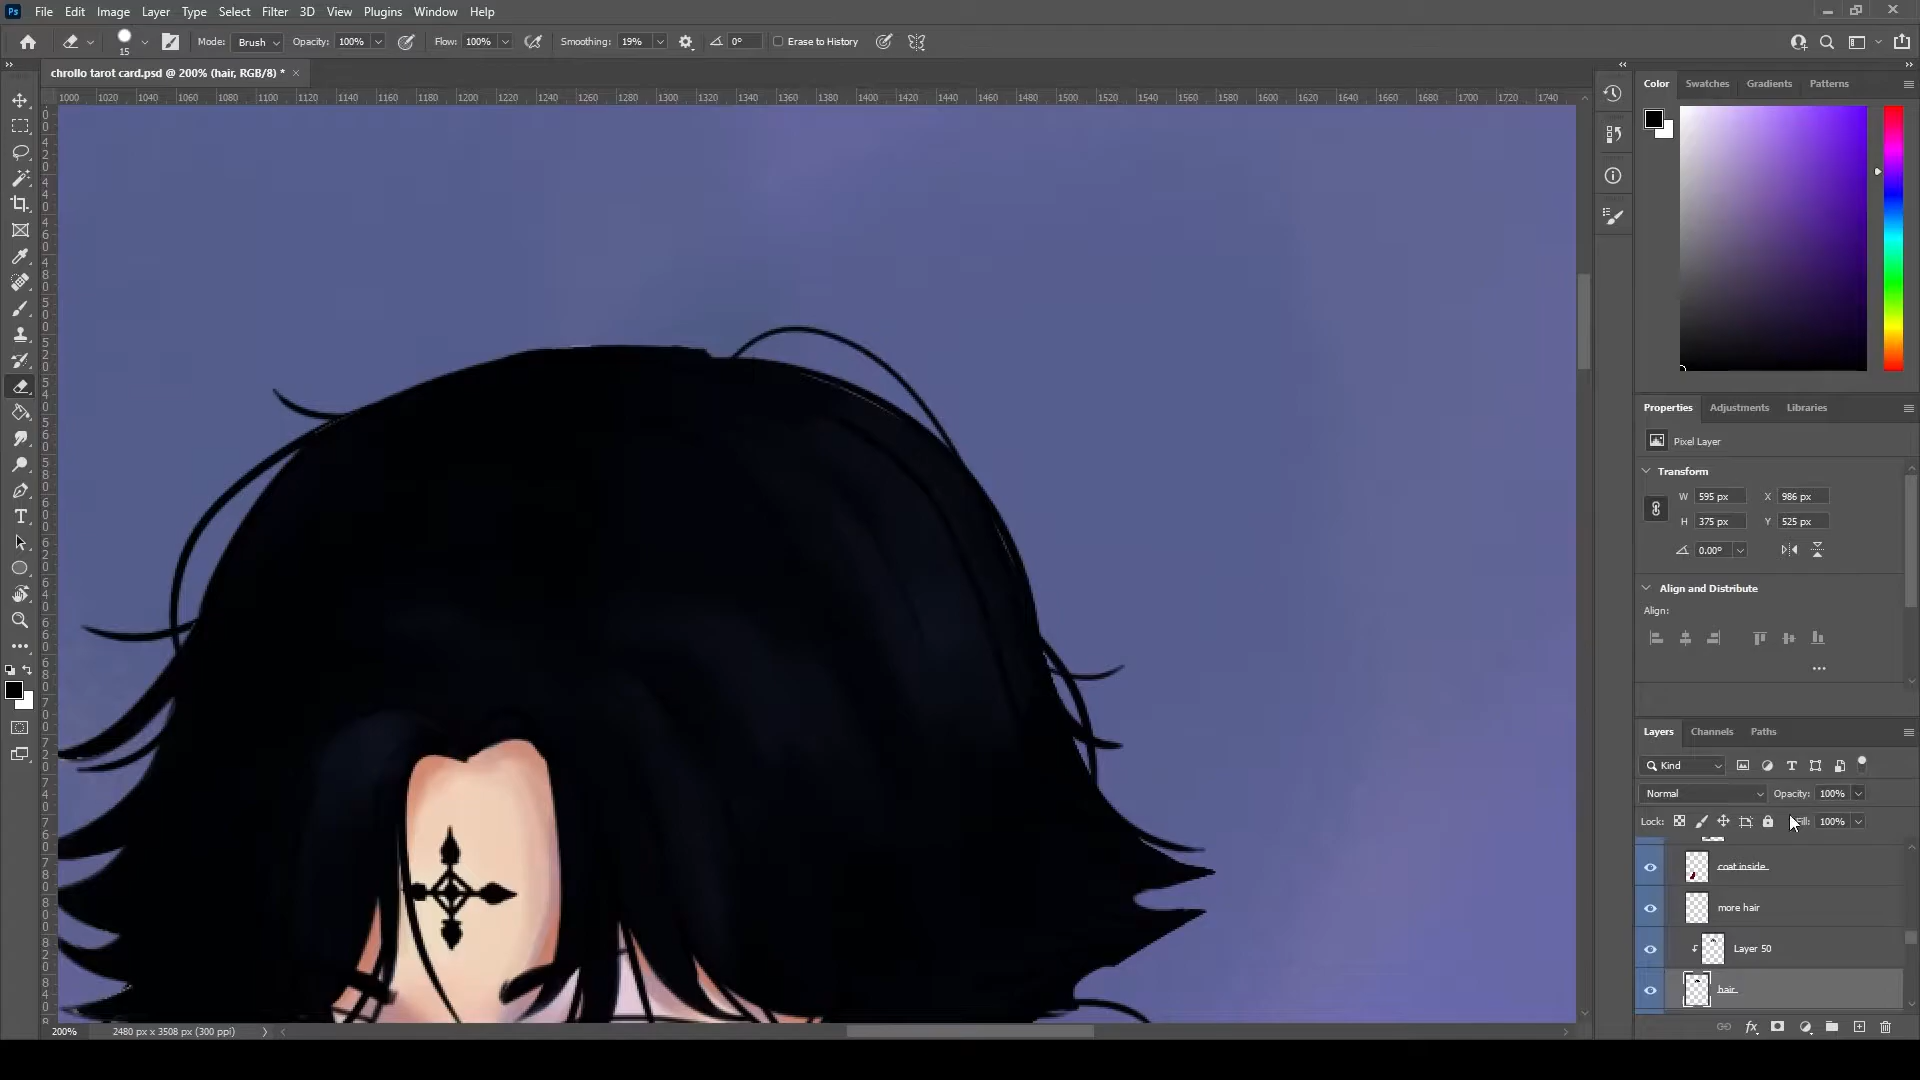 Ps File Edit Image Layer Type Select Filter 3D View Plugins Window Help
15 Mode: Brush Opacity: 100% Flow: 100% Smoothing: 19% 0° Erase to History
chrollo tarot card.psd @ 200% (hair, RGB/8) * ×
1000 1020 1040 1060 1080 1100 1120 1140 1160 1180 1200 1220 1240 1260 1280 1300 1320 1340 1360 1380 1400 1420 1440 1460 1480 1500 1520 1540 1560 1580 1600 1620 1640 1660 1680 1700 1720 1740
Color Swatches Gradients Patterns
Properties Adjustments Libraries
Pixel Layer
Transform
W 595 px X 986 px
H 375 px Y 525 px
0.00°
Align and Distribute
Align:
Layers Channels Paths
Kind
Normal Opacity: 100%
Lock: 100%
coat inside
more hair
Layer 50
hair
fx
200% 2480 px x 3508 px (300 ppi)